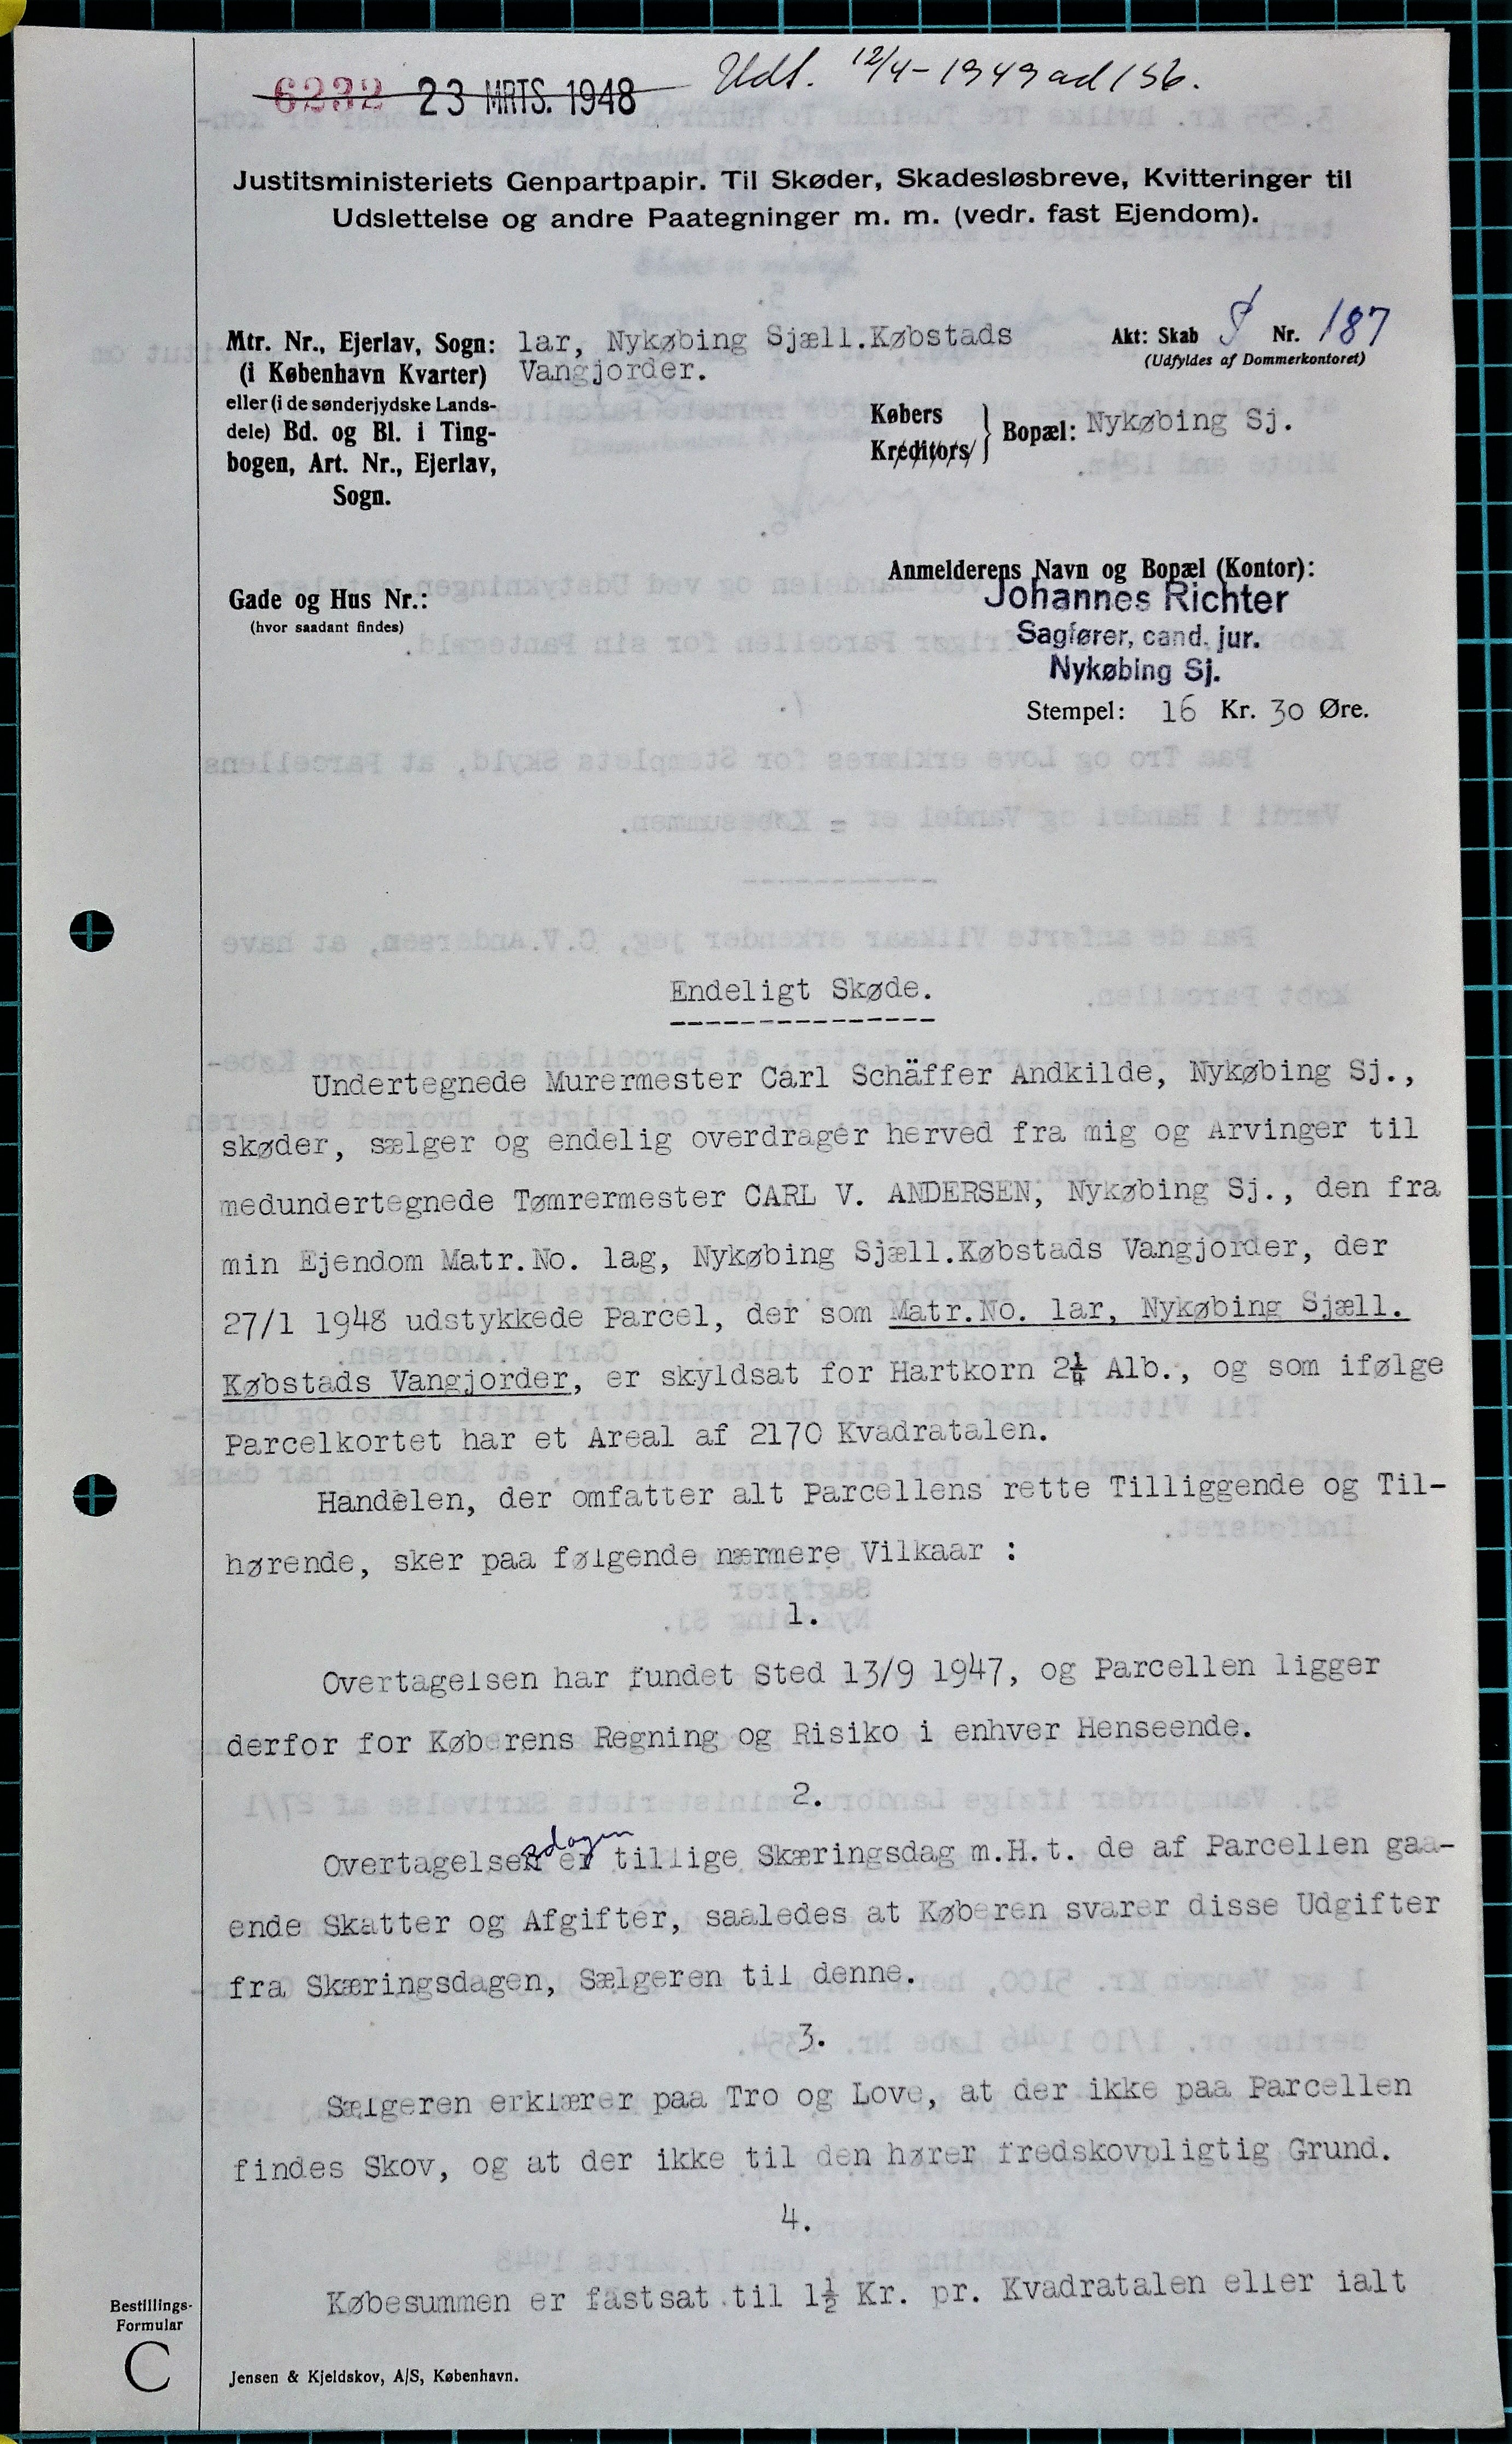 6232 23 MRTS. 1948
Udf. 12/4-1949 ad 156.
Justitsministeriets Genpartpapir. Til Skøder, Skadesløsbreve, Kvitteringer til
Udslettelse og andre Paategninger m. m. (vedr. fast Ejendom).
Mtr. Nr., Ejerlav, Sogn: lar, Nykøbing Sjæll.Købstads
(i København Kvarter) Vangjorder.
eller (i de sønderjydske Lands-
dele) Bd. og Bl. i Ting-
bogen, Art. Nr., Ejerlav,
Sogn.
Akt: Skab Nr. 187
(Udfyldes af Dommerkontoret)
Købers
Kreditors
Bopæl: Nykøbing Sj.
Gade og Hus Nr.:
(hvor saadant findes)
Anmelderens Navn og Bopæl (Kontor):
Johannes Richter
Sagfører, cand. jur.
Nykøbing Sj.
Stempel: 16 Kr. 30 Øre.
Endeligt Skøde.
---------------
Undertegnede Murermester Carl Schäffer Andkilde, Nykøbing Sj.,
skøder, sælger og endelig overdrager herved fra mig og Arvinger til
medundertegnede Tømrermester CARL V. ANDERSEN, Nykøbing Sj., den fra
min Ejendom Matr.No. lag, Nykøbing Sjæll.Købstads Vangjorder, der
27/1 1948 udstykkede Parcel, der som Matr.No. lar, Nykøbing Sjæll.
Købstads Vangjorder, er skyldsat for Hartkorn 2¼ Alb., og som ifølge
Parcelkortet har et Areal af 2170 Kvadratalen.
Handelen, der omfatter alt Parcellens rette Tilliggende og Til-
hørende, sker paa følgende nærmere Vilkaar :
1.
Overtagelsen har fundet Sted 13/9 1947, og Parcellen ligger
derfor for Køberens Regning og Risiko i enhver Henseende.
2.
Overtagelsensdagen er tillige Skæringsdag m.H.t. de af Parcellen gaa-
ende Skatter og Afgifter, saaledes at Køberen svarer disse Udgifter
fra Skæringsdagen, Sælgeren til denne.
3.
Sælgeren erklærer paa Tro og Love, at der ikke paa Parcellen
findes Skov, og at der ikke til den hører fredskovpligtig Grund.
4.
Købesummen er fastsat til 1½ Kr. pr. Kvadratalen eller ialt
Bestillings-
Formular
C
Jensen & Kjeldskov, A/S, København.